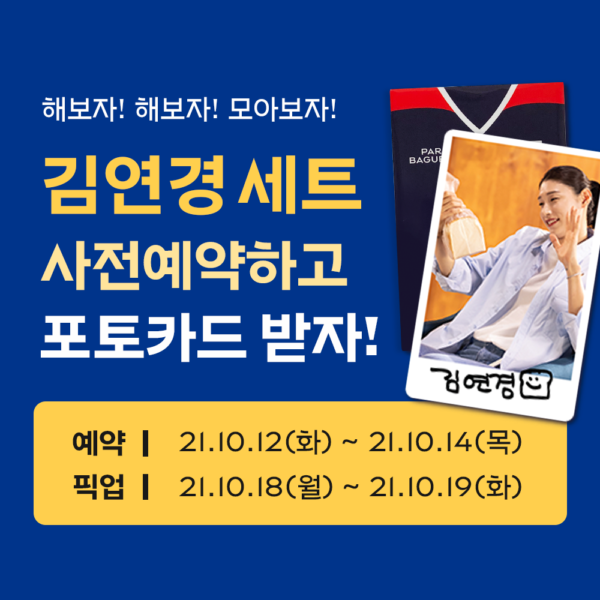 해보자! 해보자! 모아보자!
김연경 세트
사전예약하고
포토카드 받자!
PAR
BAGUE
김연경
예약 | 21.10.12(화) ~ 21.10.14(목)
픽업 | 21.10.18(월) ~ 21.10.19(화)